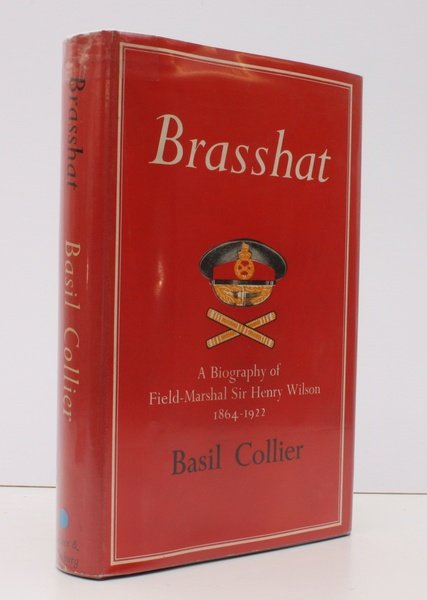 Brasshat
A Biography of
Field-Marshal Sir Henry Wilson
1864-1922
Basil Collier
Brasshat Basil Collier
&